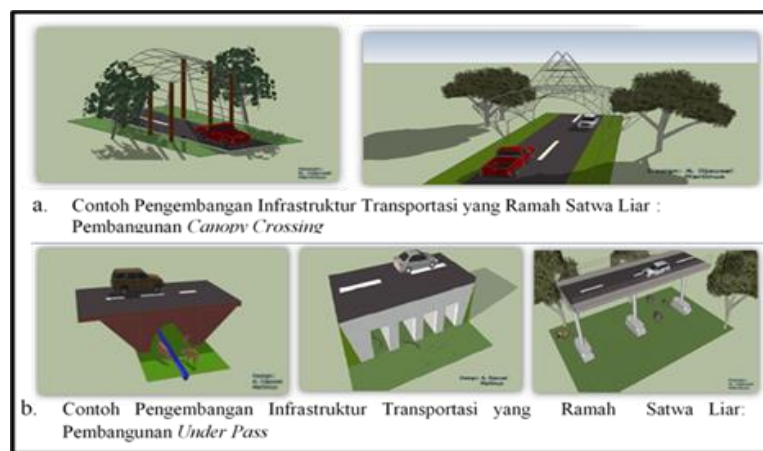 a. Contoh Pengembangan Infrastruktur Transportasi yang Ramah Satwa Liar :
Pembangunan Canopy Crossing
b. Contoh Pengembangan Infrastruktur Transportasi yang Ramah Satwa Liar:
Pembangunan Under Pass